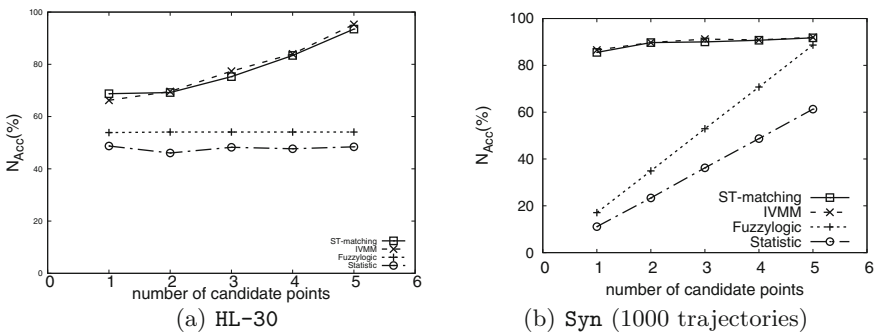 100
80
60
40
20
0
N_Acc(%)
0 1 2 3 4 5 6
number of candidate points
ST-matching
IVMM
Fuzzylogic
Statistic
(a) HL-30
100
80
60
40
20
0
N_Acc(%)
0 1 2 3 4 5 6
number of candidate points
ST-matching
IVMM
Fuzzylogic
Statistic
(b) Syn (1000 trajectories)